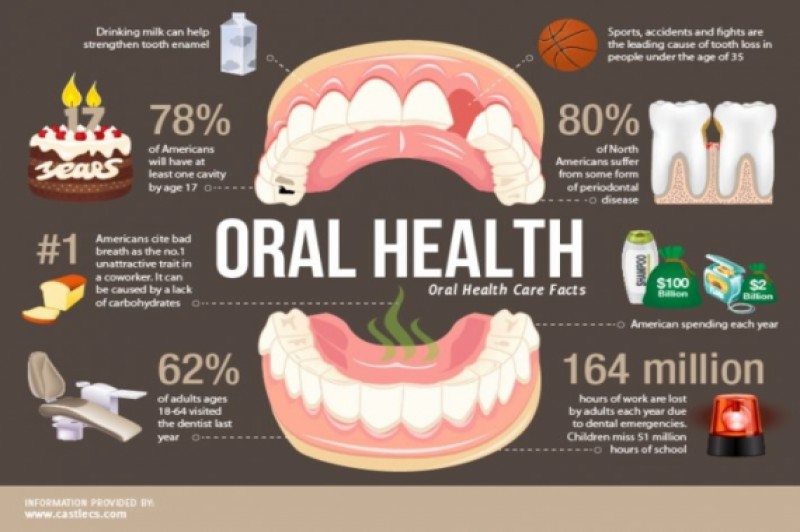 Drinking milk can help
strengthen tooth enamel
Sports, accidents and fights are
the leading cause of tooth loss in
people under the age of 35
17
years
78%
of Americans
will have at
least one cavity
by age 17
80%
of North
Americans suffer
from some form
of periodontal
disease
#1
Americans cite bad
breath as the no.1
unattractive trait in
a coworker. It can
be caused by a lack
of carbohydrates
ORAL HEALTH
Oral Health Care Facts
SHAMPOO
$100
Billion
$2
Billion
American spending each year
62%
of adults ages
18-64 visited
the dentist last
year
164 million
hours of work are lost
by adults each year due
to dental emergencies.
Children miss 51 million
hours of school
INFORMATION PROVIDED BY:
www.castlecs.com